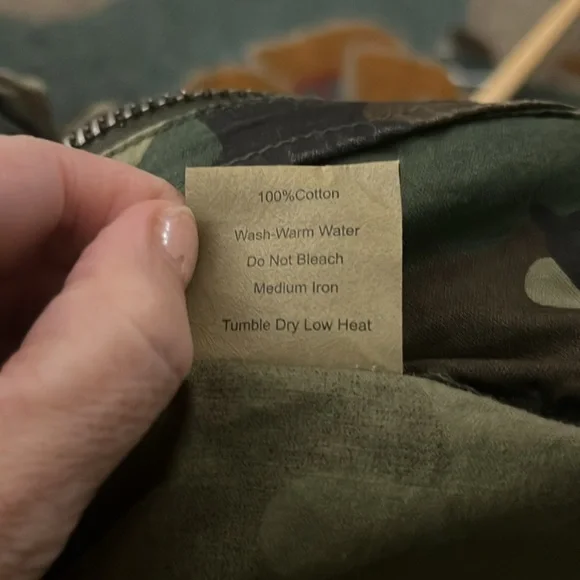 100%Cotton
Wash-Warm Water
Do Not Bleach
Medium Iron
Tumble Dry Low Heat